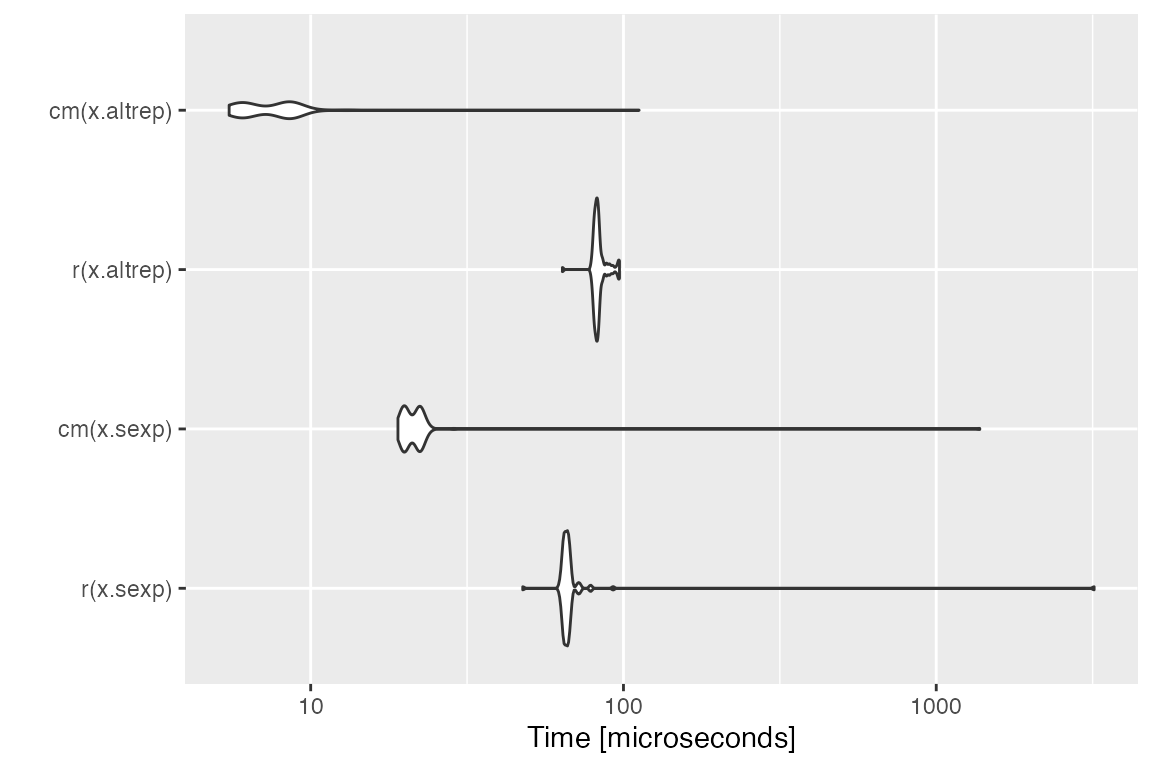 cm(x.altrep)
r(x.altrep)
cm(x.sexp)
r(x.sexp)
10 100 1000
Time [microseconds]